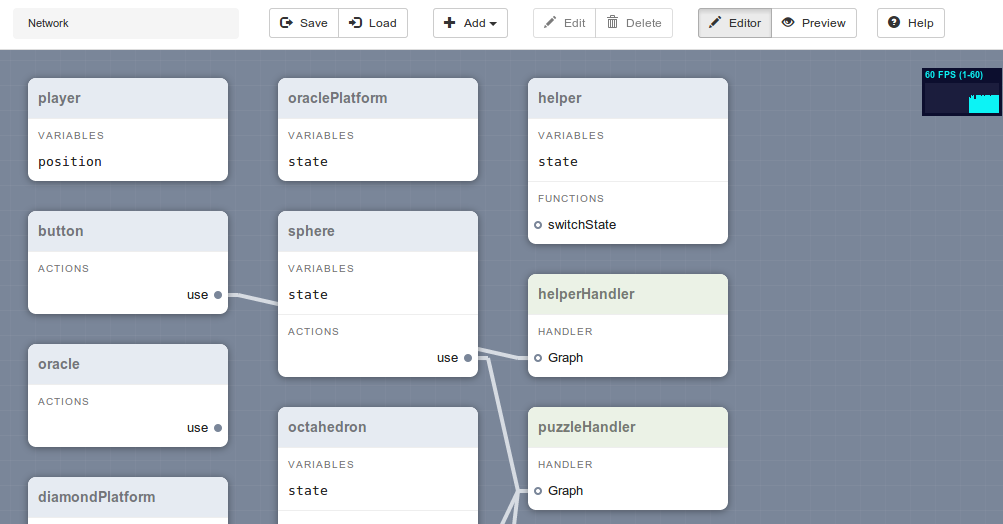 Network
Save
Load
Add
Edit
Delete
Editor
Preview
Help
60 FPS (1-60)
player
VARIABLES
position
oraclePlatform
VARIABLES
state
helper
VARIABLES
state
FUNCTIONS
switchState
button
ACTIONS
use
sphere
VARIABLES
state
ACTIONS
use
helperHandler
HANDLER
Graph
oracle
ACTIONS
use
octahedron
VARIABLES
state
puzzleHandler
HANDLER
Graph
diamondPlatform